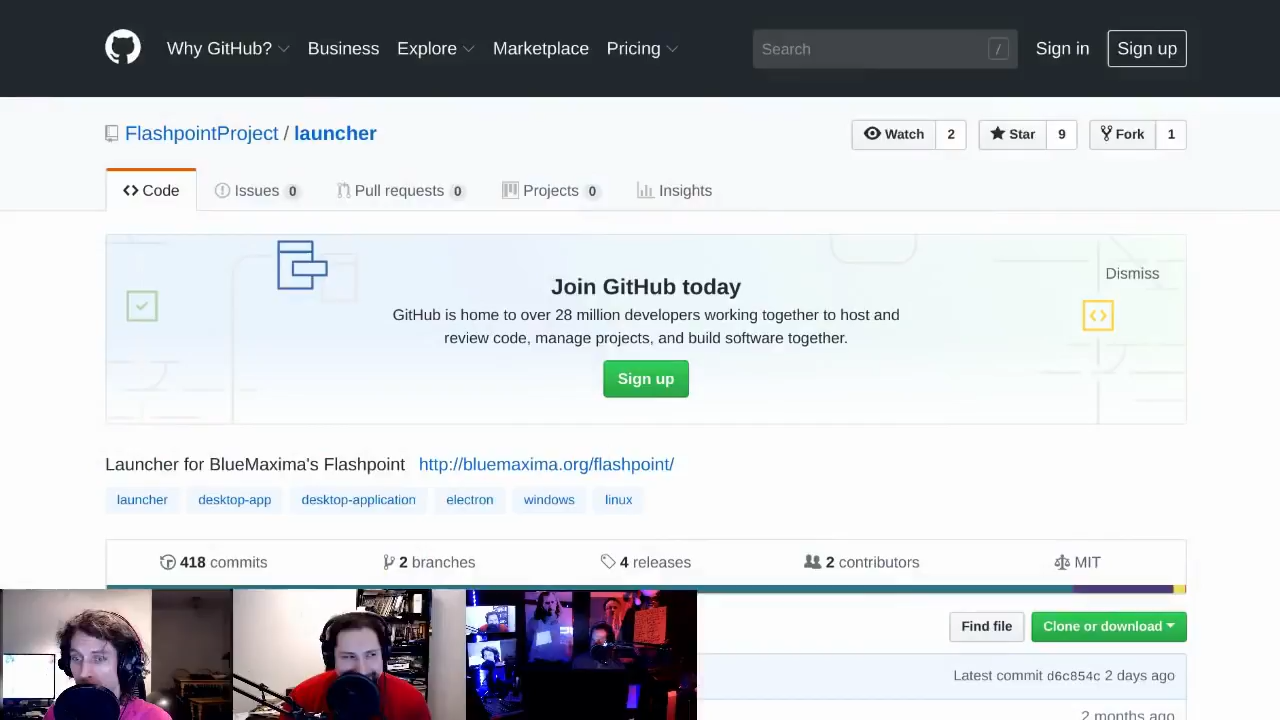 Why GitHub? Business Explore Marketplace Pricing Search / Sign in Sign up
FlashpointProject / launcher Watch 2 Star 9 Fork 1
Code Issues 0 Pull requests 0 Projects 0 Insights
Join GitHub today
Dismiss
GitHub is home to over 28 million developers working together to host and
review code, manage projects, and build software together.
Sign up
Launcher for BlueMaxima's Flashpoint http://bluemaxima.org/flashpoint/
launcher desktop-app desktop-application electron windows linux
418 commits 2 branches 4 releases 2 contributors MIT
Find file Clone or download
Latest commit d6c854c 2 days ago
2 months ago